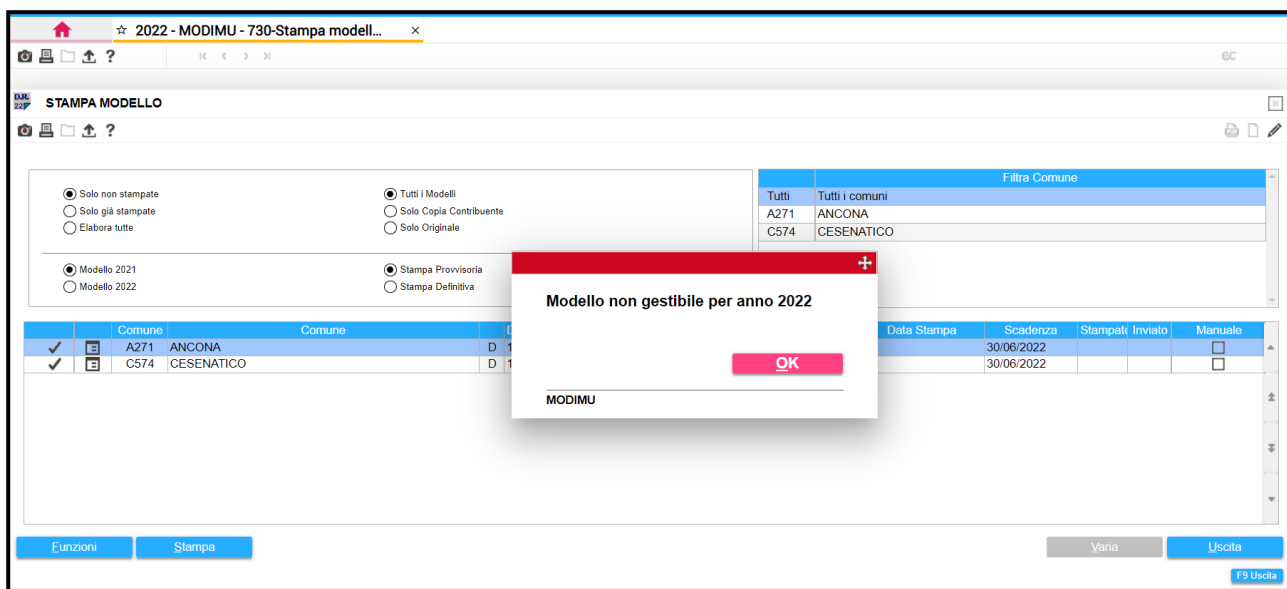 ☆ 2022 - MODIMU - 730-Stampa modell... ×
?
ec
D.R. 22 STAMPA MODELLO
?
Solo non stampate
Solo già stampate
Elabora tutte
Tutti i Modelli
Solo Copia Contribuente
Solo Originale
Modello 2021
Modello 2022
Stampa Provvisoria
Stampa Definitiva
Filtra Comune
Tutti Tutti i comuni
A271 ANCONA
C574 CESENATICO
Modello non gestibile per anno 2022
OK
MODIMU
Comune Comune D Data Stampa Scadenza Stampato Inviato Manuale
A271 ANCONA D 1 30/06/2022
C574 CESENATICO D 1 30/06/2022
Funzioni Stampa Varia Uscita
F9 Uscita